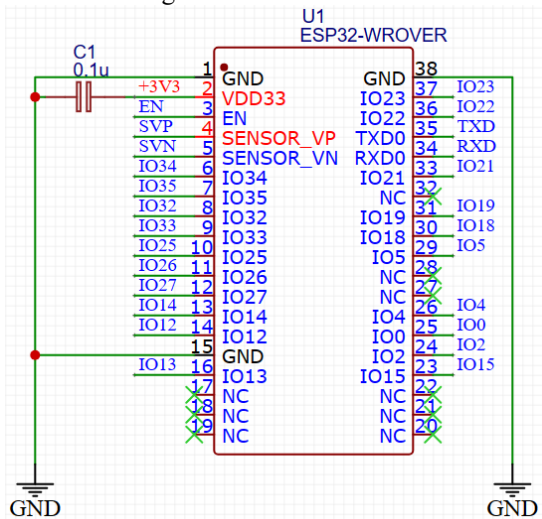 U1
ESP32-WROVER
C1
0.1u
1 GND GND 38
+3V3 2 VDD33 IO23 37 IO23
EN 3 EN IO22 36 IO22
SVP 4 SENSOR_VP TXD0 35 TXD
SVN 5 SENSOR_VN RXD0 34 RXD
IO34 6 IO34 IO21 33 IO21
IO35 7 IO35 NC 32
IO32 8 IO32 IO19 31 IO19
IO33 9 IO33 IO18 30 IO18
IO25 10 IO25 IO5 29 IO5
IO26 11 IO26 NC 28
IO27 12 IO27 NC 27
IO14 13 IO14 IO4 26 IO4
IO12 14 IO12 IO0 25 IO0
15 GND IO2 24 IO2
IO13 16 IO13 IO15 23 IO15
17 NC NC 22
18 NC NC 21
19 NC NC 20
GND GND